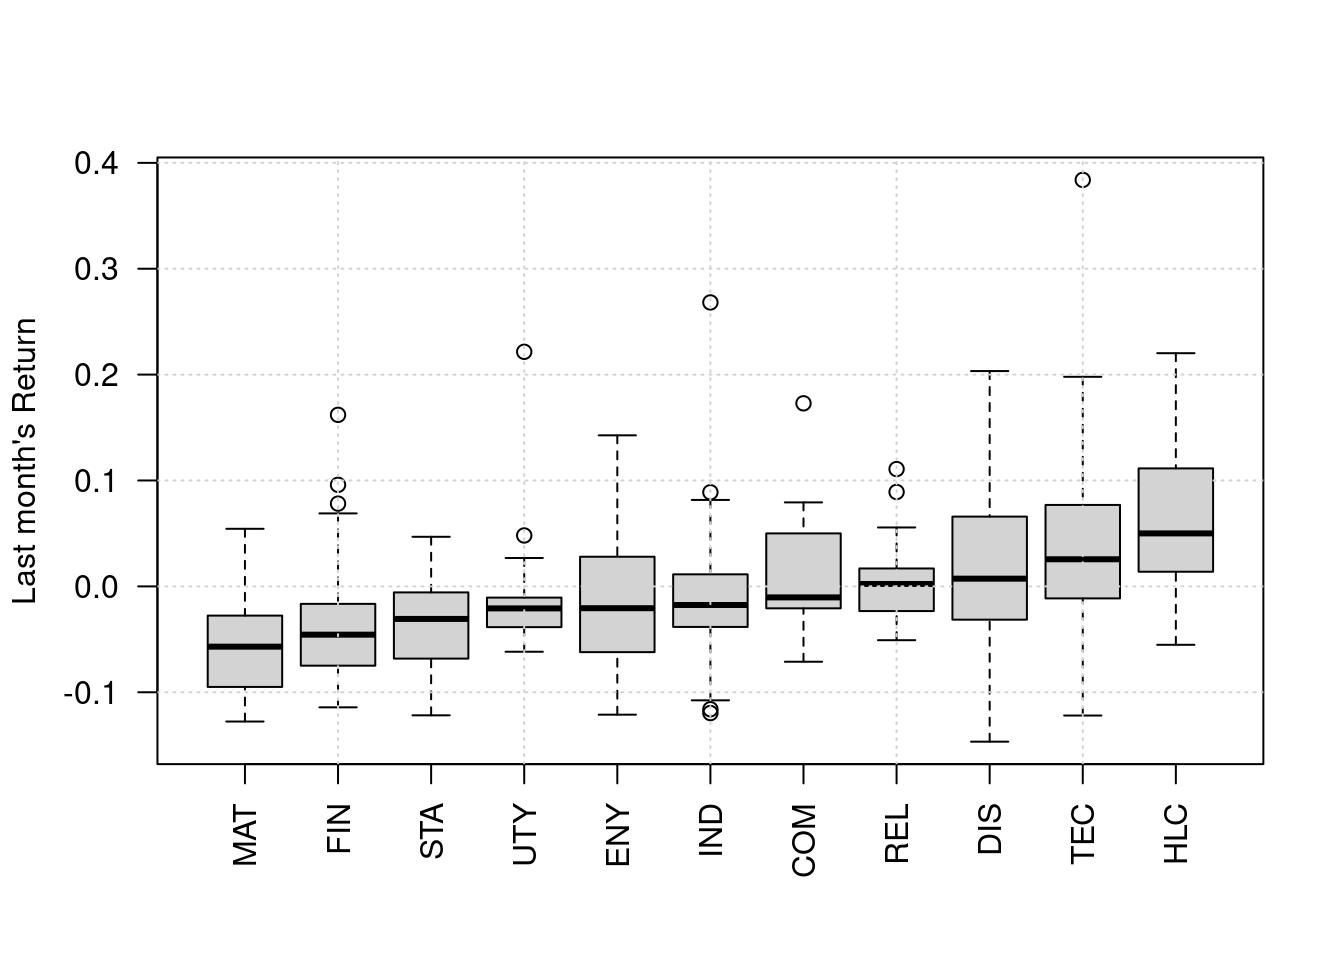 Last month's Return
0.4
0.3
0.2
0.1
0.0
-0.1
MAT
FIN
STA
UTY
ENY
IND
COM
REL
DIS
TEC
HLC